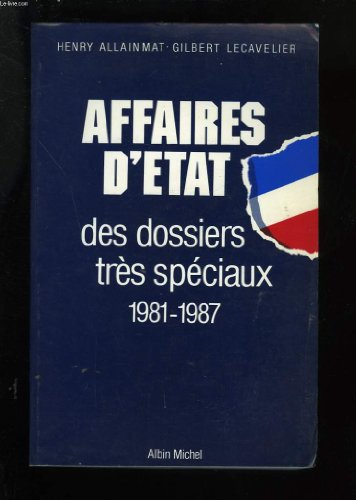 HENRY ALLAINMAT · GILBERT LECAVELIER
AFFAIRES
D'ETAT
des dossiers
très spéciaux
1981-1987
Albin Michel